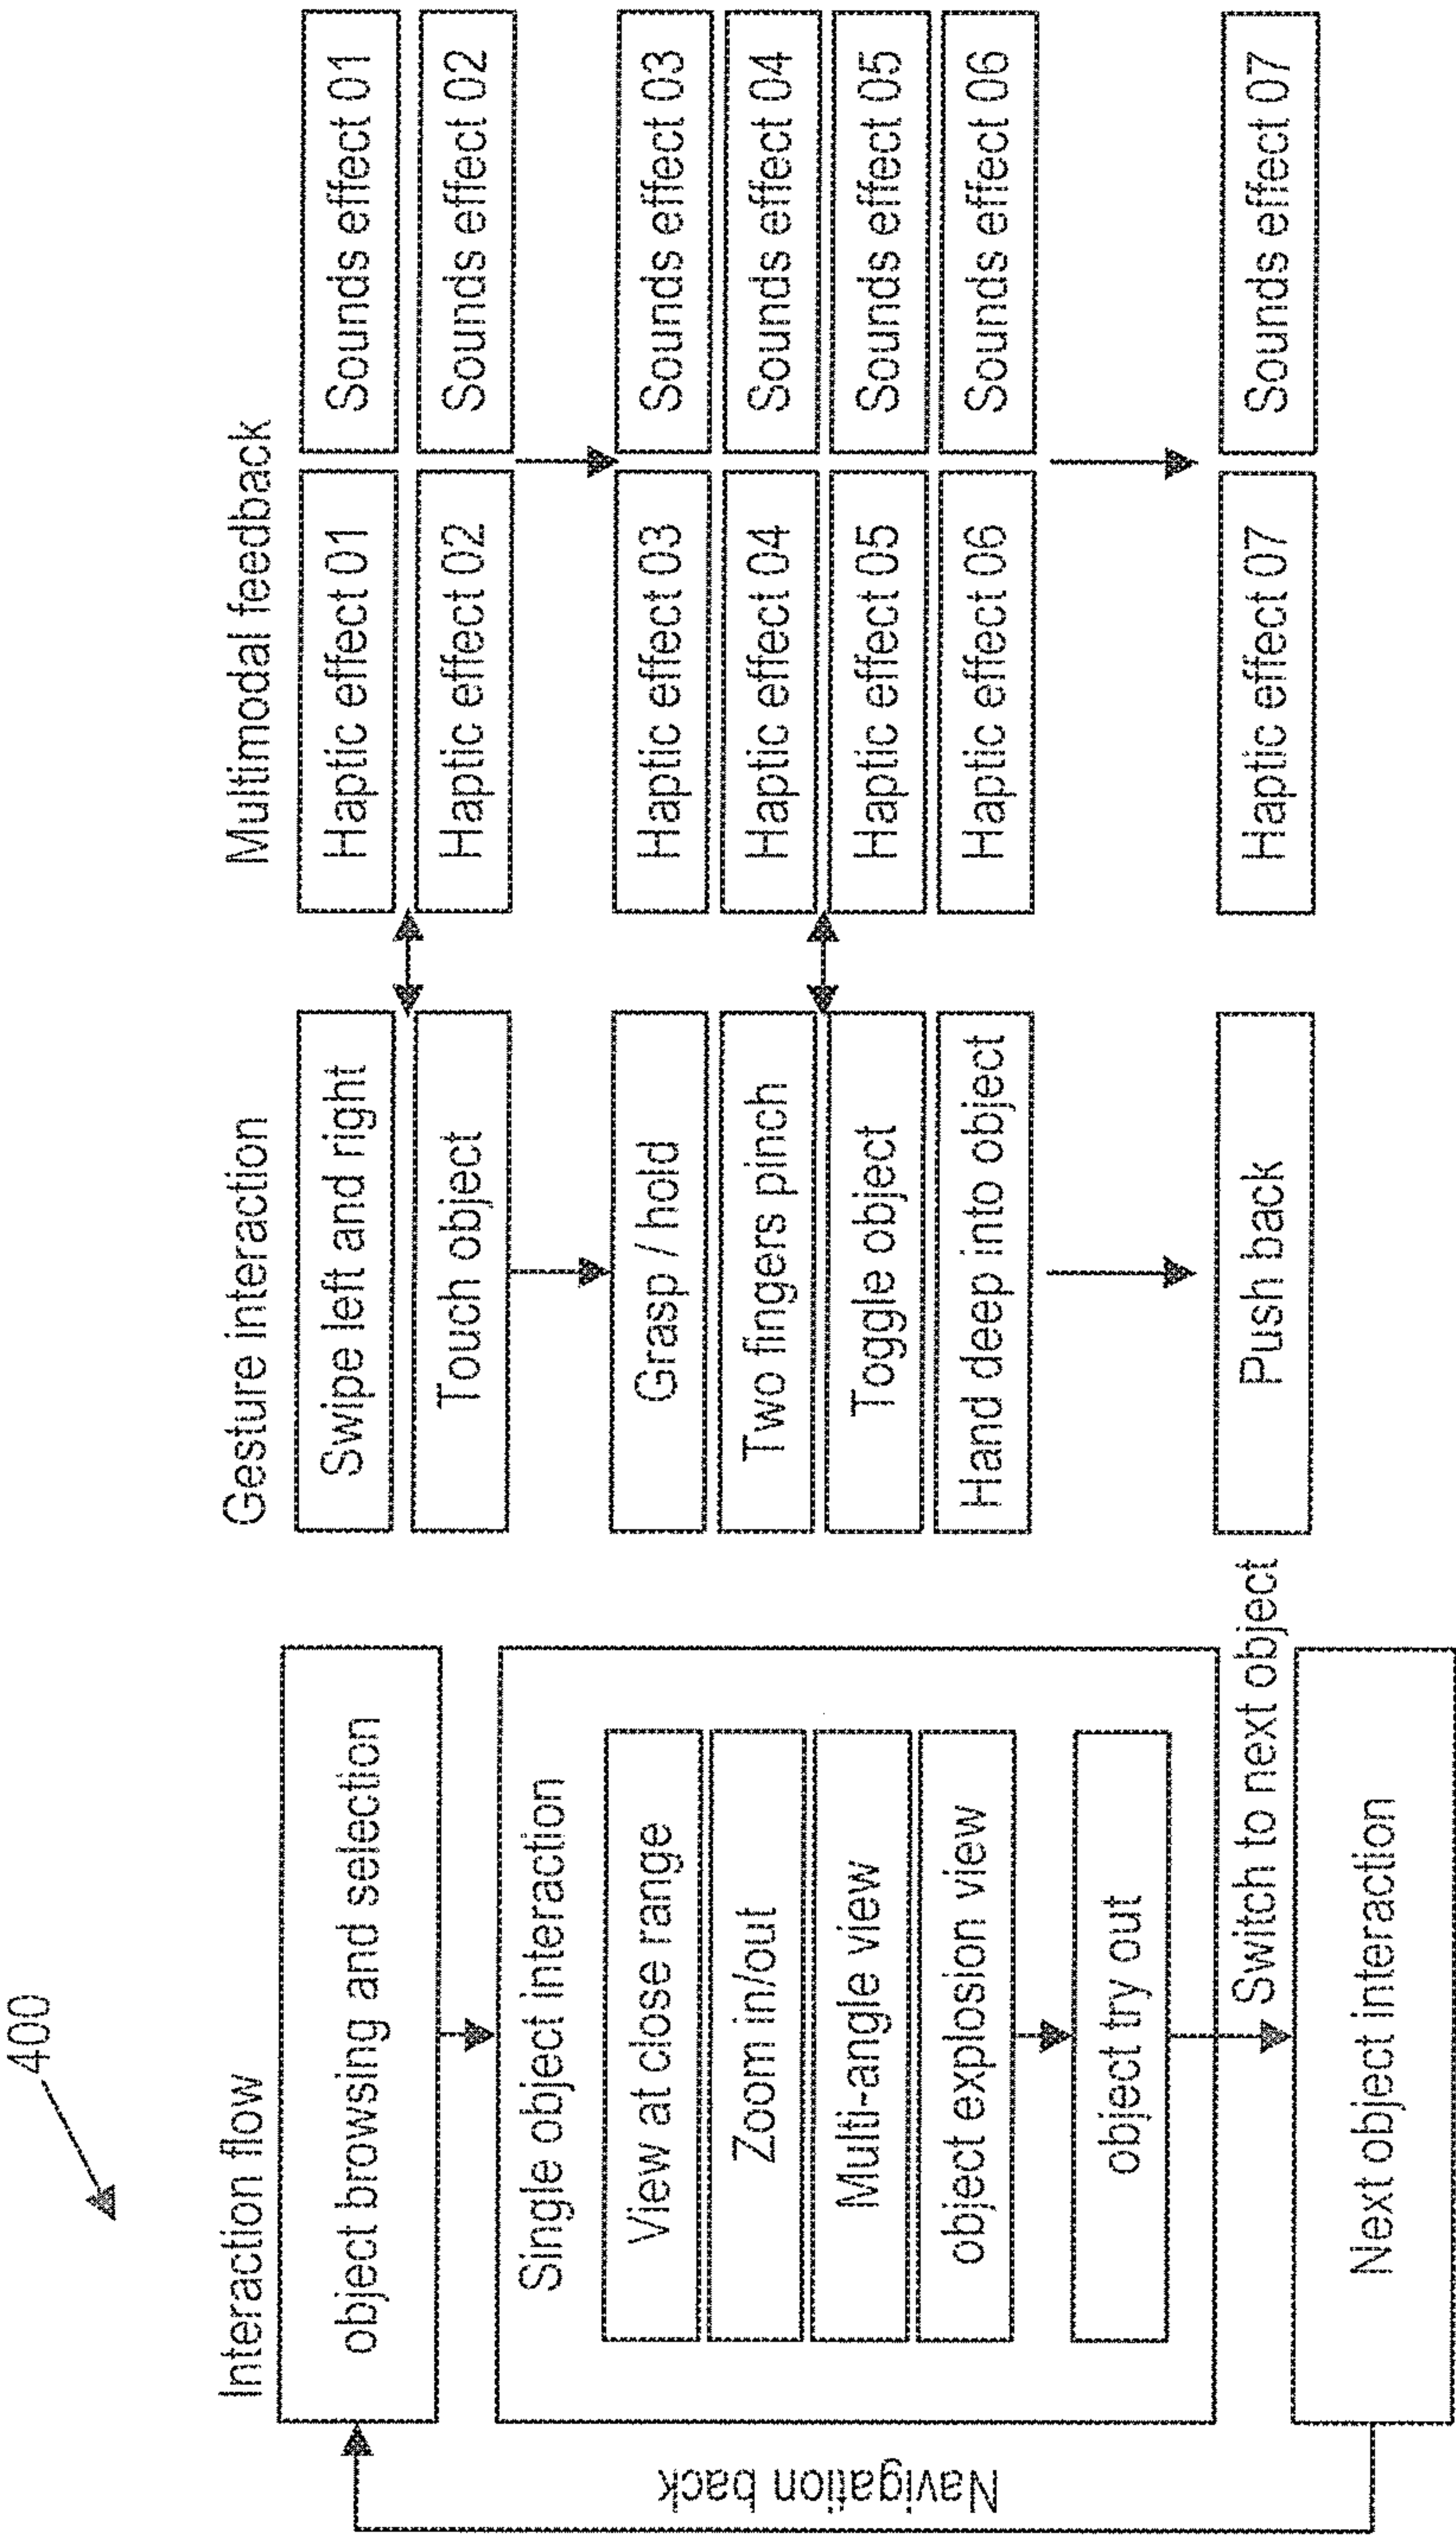 400
Interaction flow
object browsing and selection
Single object interaction
View at close range
Zoom in/out
Multi-angle view
object explosion view
object try out
Switch to next object
Next object interaction
Navigation back
Gesture interaction
Swipe left and right
Touch object
Grasp / hold
Two fingers pinch
Toggle object
Hand deep into object
Push back
Multimodal feedback
Haptic effect 01
Sounds effect 01
Haptic effect 02
Sounds effect 02
Haptic effect 03
Sounds effect 03
Haptic effect 04
Sounds effect 04
Haptic effect 05
Sounds effect 05
Haptic effect 06
Sounds effect 06
Haptic effect 07
Sounds effect 07